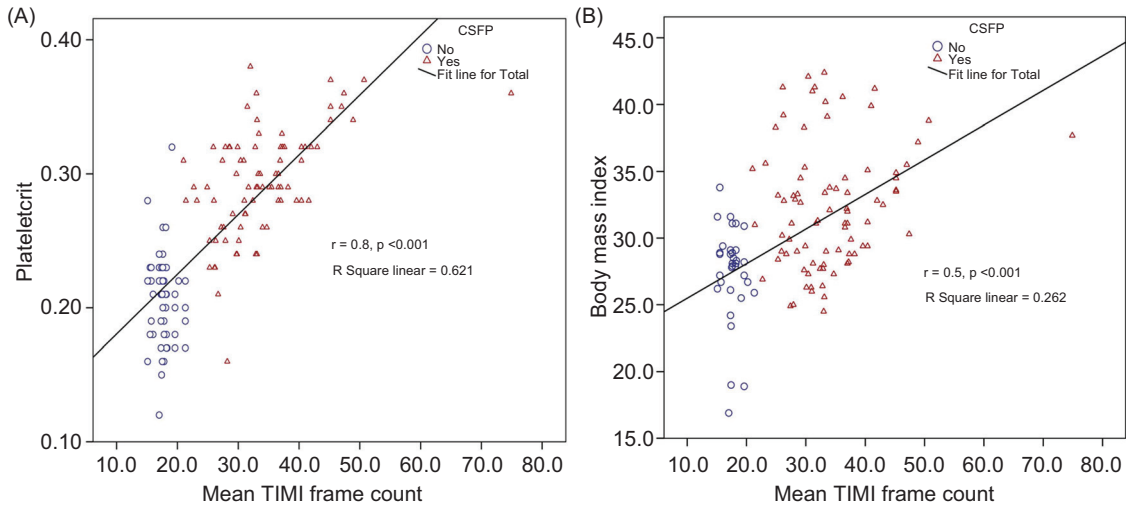 (A)
CSFP
No
Yes
Fit line for Total
0.40
0.30
0.20
0.10
Plateletcrit
r = 0.8, p <0.001
R Square linear = 0.621
10.0 20.0 30.0 40.0 50.0 60.0 70.0 80.0
Mean TIMI frame count
(B)
CSFP
No
Yes
Fit line for Total
45.0
40.0
35.0
30.0
25.0
20.0
15.0
Body mass index
r = 0.5, p <0.001
R Square linear = 0.262
10.0 20.0 30.0 40.0 50.0 60.0 70.0 80.0
Mean TIMI frame count